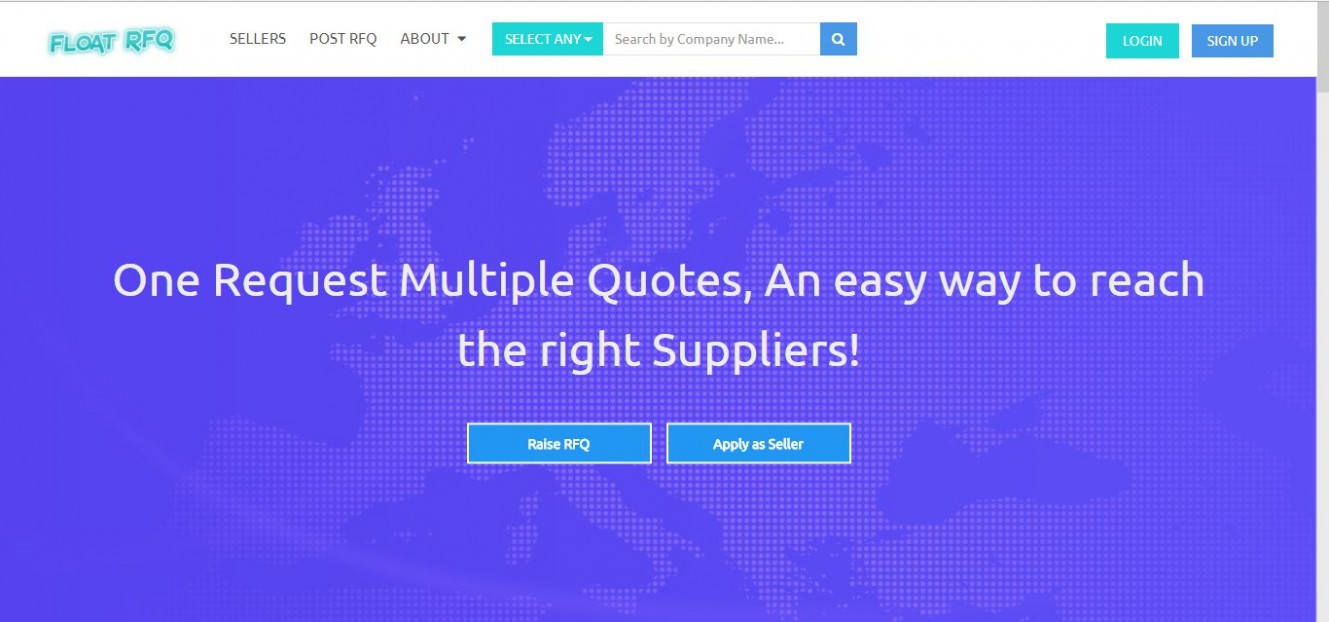 FLOAT RFQ
SELLERS
POST RFQ
ABOUT
SELECT ANY
Search by Company Name...
LOGIN
SIGN UP
One Request Multiple Quotes, An easy way to reach
the right Suppliers!
Raise RFQ
Apply as Seller